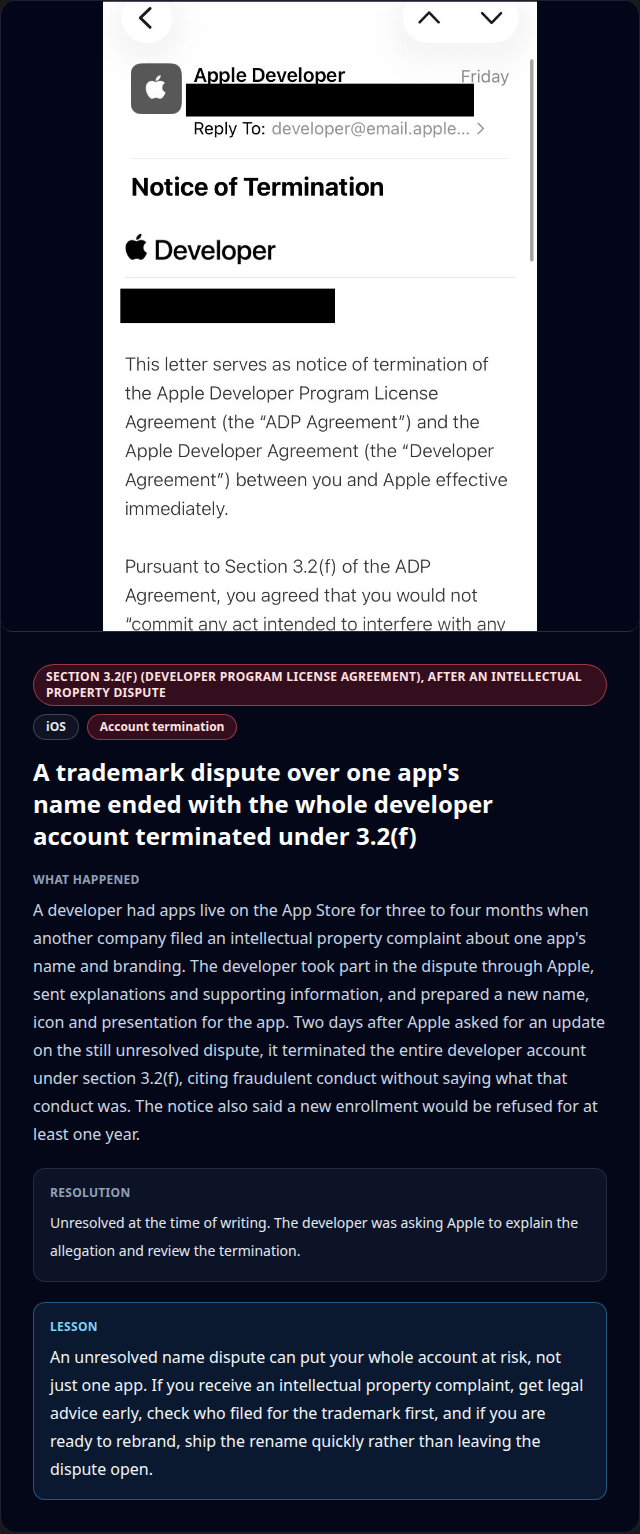 Apple Developer
Friday
Reply To: developer@email.apple...
Notice of Termination
Developer
This letter serves as notice of termination of
the Apple Developer Program License
Agreement (the “ADP Agreement”) and the
Apple Developer Agreement (the “Developer
Agreement”) between you and Apple effective
immediately.
Pursuant to Section 3.2(f) of the ADP
Agreement, you agreed that you would not
“commit any act intended to interfere with any
SECTION 3.2(F) (DEVELOPER PROGRAM LICENSE AGREEMENT), AFTER AN INTELLECTUAL
PROPERTY DISPUTE
iOS
Account termination
A trademark dispute over one app's
name ended with the whole developer
account terminated under 3.2(f)
WHAT HAPPENED
A developer had apps live on the App Store for three to four months when
another company filed an intellectual property complaint about one app's
name and branding. The developer took part in the dispute through Apple,
sent explanations and supporting information, and prepared a new name,
icon and presentation for the app. Two days after Apple asked for an update
on the still unresolved dispute, it terminated the entire developer account
under section 3.2(f), citing fraudulent conduct without saying what that
conduct was. The notice also said a new enrollment would be refused for at
least one year.
RESOLUTION
Unresolved at the time of writing. The developer was asking Apple to explain the
allegation and review the termination.
LESSON
An unresolved name dispute can put your whole account at risk, not
just one app. If you receive an intellectual property complaint, get legal
advice early, check who filed for the trademark first, and if you are
ready to rebrand, ship the rename quickly rather than leaving the
dispute open.